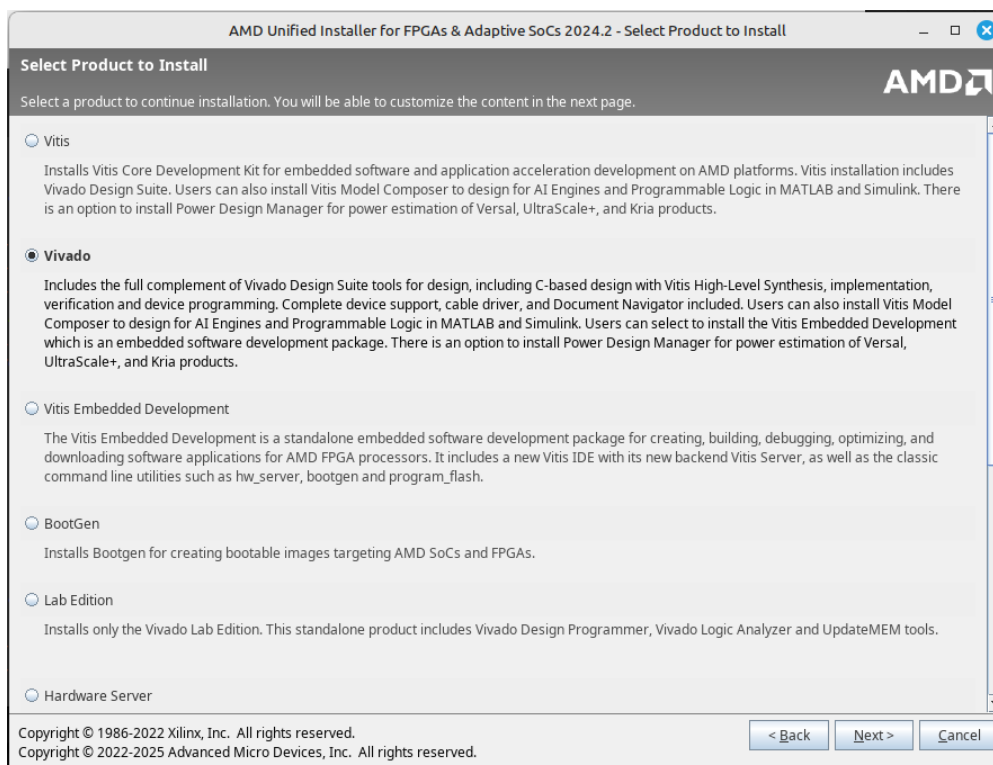 AMD Unified Installer for FPGAs & Adaptive SoCs 2024.2 - Select Product to Install
Select Product to Install
AMD
Select a product to continue installation. You will be able to customize the content in the next page.
Vitis
Installs Vitis Core Development Kit for embedded software and application acceleration development on AMD platforms. Vitis installation includes
Vivado Design Suite. Users can also install Vitis Model Composer to design for AI Engines and Programmable Logic in MATLAB and Simulink. There
is an option to install Power Design Manager for power estimation of Versal, UltraScale+, and Kria products.
Vivado
Includes the full complement of Vivado Design Suite tools for design, including C-based design with Vitis High-Level Synthesis, implementation,
verification and device programming. Complete device support, cable driver, and Document Navigator included. Users can also install Vitis Model
Composer to design for AI Engines and Programmable Logic in MATLAB and Simulink. Users can select to install the Vitis Embedded Development
which is an embedded software development package. There is an option to install Power Design Manager for power estimation of Versal,
UltraScale+, and Kria products.
Vitis Embedded Development
The Vitis Embedded Development is a standalone embedded software development package for creating, building, debugging, optimizing, and
downloading software applications for AMD FPGA processors. It includes a new Vitis IDE with its new backend Vitis Server, as well as the classic
command line utilities such as hw_server, bootgen and program_flash.
BootGen
Installs Bootgen for creating bootable images targeting AMD SoCs and FPGAs.
Lab Edition
Installs only the Vivado Lab Edition. This standalone product includes Vivado Design Programmer, Vivado Logic Analyzer and UpdateMEM tools.
Hardware Server
Copyright © 1986-2022 Xilinx, Inc. All rights reserved.
Copyright © 2022-2025 Advanced Micro Devices, Inc. All rights reserved.
< Back Next > Cancel